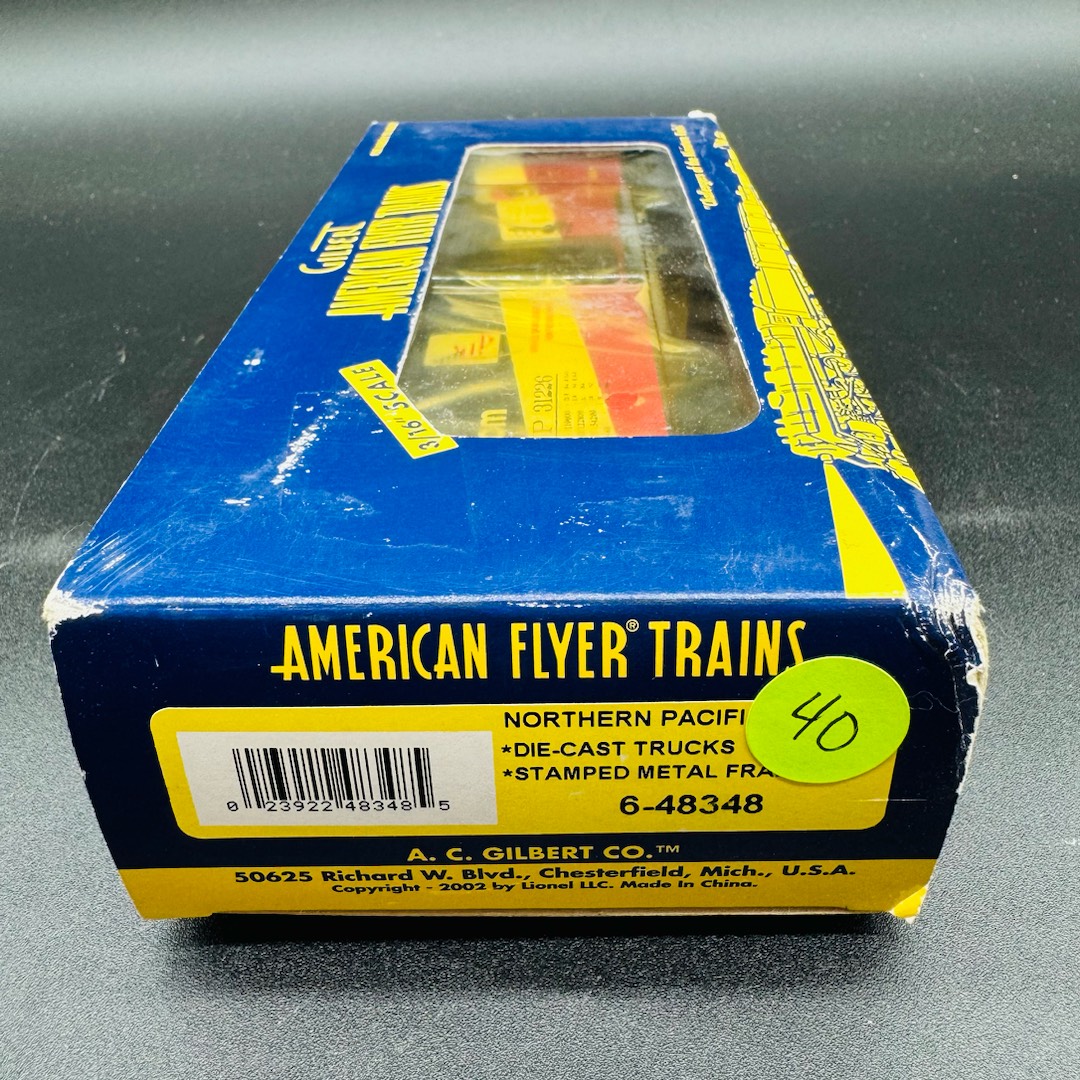 GILBERT
AMERICAN FLYER TRAINS
3/16" SCALE
P 31226
AMERICAN FLYER® TRAINS
NORTHERN PACIFI
40
*DIE-CAST TRUCKS
*STAMPED METAL FRA
6-48348
0 23922 48348 5
A. C. GILBERT CO.™
50625 Richard W. Blvd., Chesterfield, Mich., U.S.A.
Copyright - 2002 by Lionel LLC. Made In China.